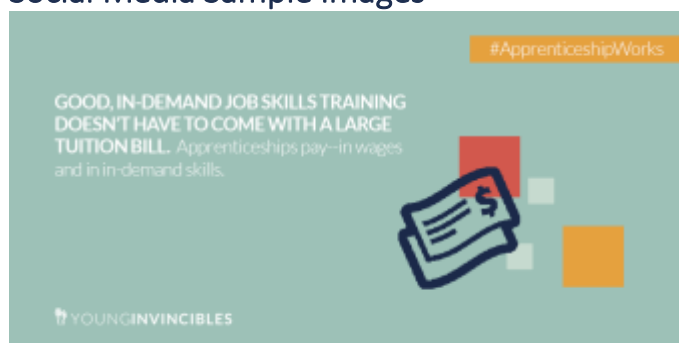 Social Media Sample Images
#ApprenticeshipWorks
GOOD, IN-DEMAND JOB SKILLS TRAINING
DOESN'T HAVE TO COME WITH A LARGE
TUITION BILL. Apprenticeships pay—in wages
and in in-demand skills.
$
YOUNGINVINCIBLES